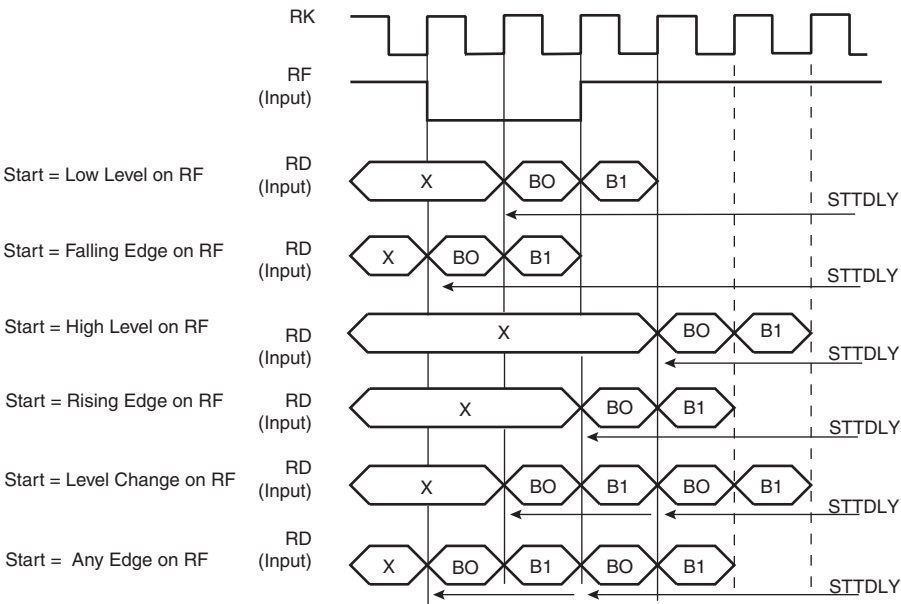 RK
RF
(Input)
Start = Low Level on RF
RD
(Input)
X
BO
B1
STTDLY
Start = Falling Edge on RF
RD
(Input)
X
BO
B1
STTDLY
Start = High Level on RF
RD
(Input)
X
BO
B1
STTDLY
Start = Rising Edge on RF
RD
(Input)
X
BO
B1
STTDLY
Start = Level Change on RF
RD
(Input)
X
BO
B1
BO
B1
STTDLY
Start = Any Edge on RF
RD
(Input)
X
BO
B1
BO
B1
STTDLY